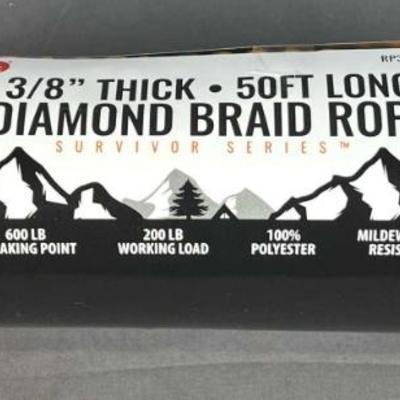 RP3
3/8” THICK • 50FT LONG
DIAMOND BRAID ROP
SURVIVOR SERIES™
600 LB 200 LB 100% MILDEW
AKING POINT WORKING LOAD POLYESTER RESIS